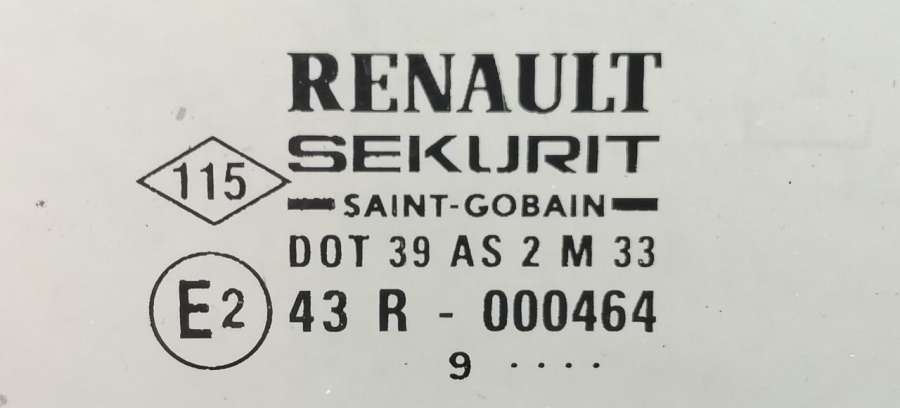 RENAULT
SEKURIT
115
SAINT-GOBAIN
DOT 39 AS 2 M 33
E2 43 R - 000464
9 ....